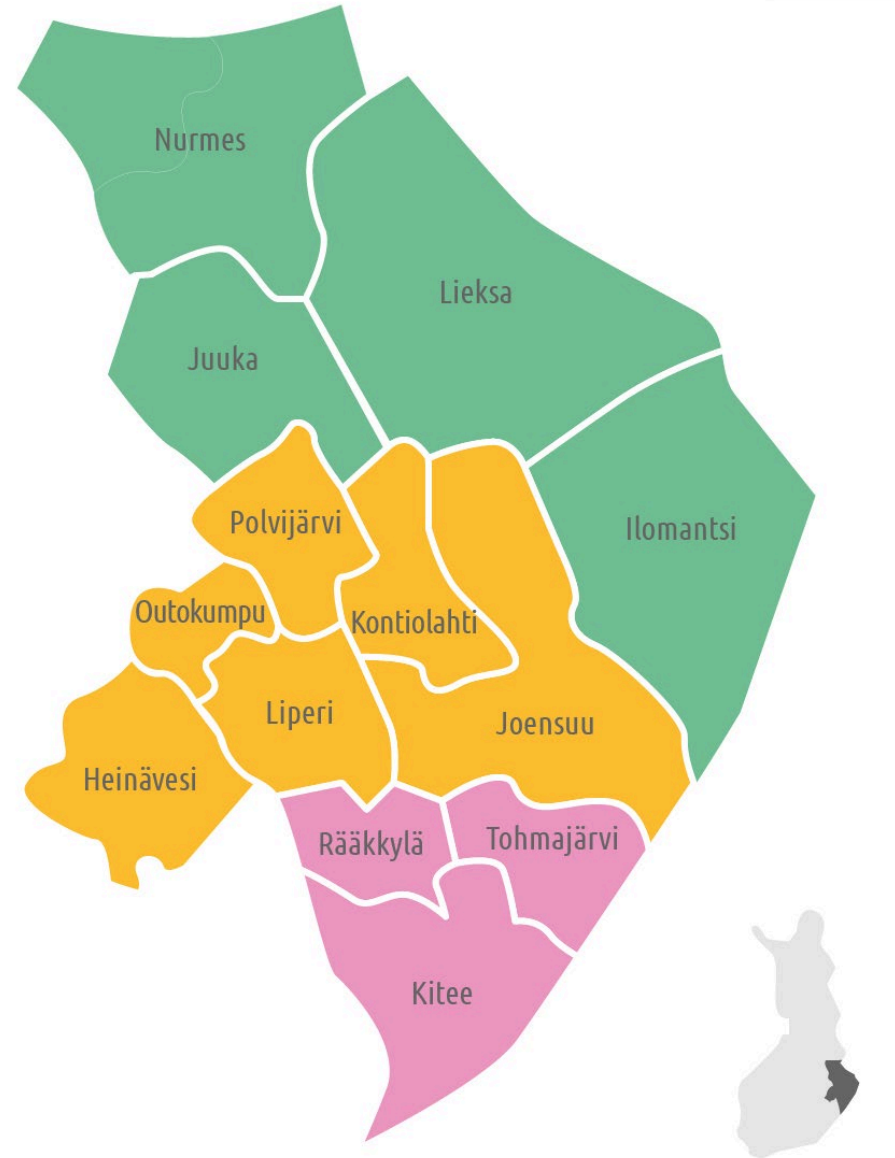 Nurmes
Lieksa
Juuka
Polvijärvi
Ilomantsi
Outokumpu
Kontiolahti
Liperi
Joensuu
Heinävesi
Rääkkylä
Tohmajärvi
Kitee